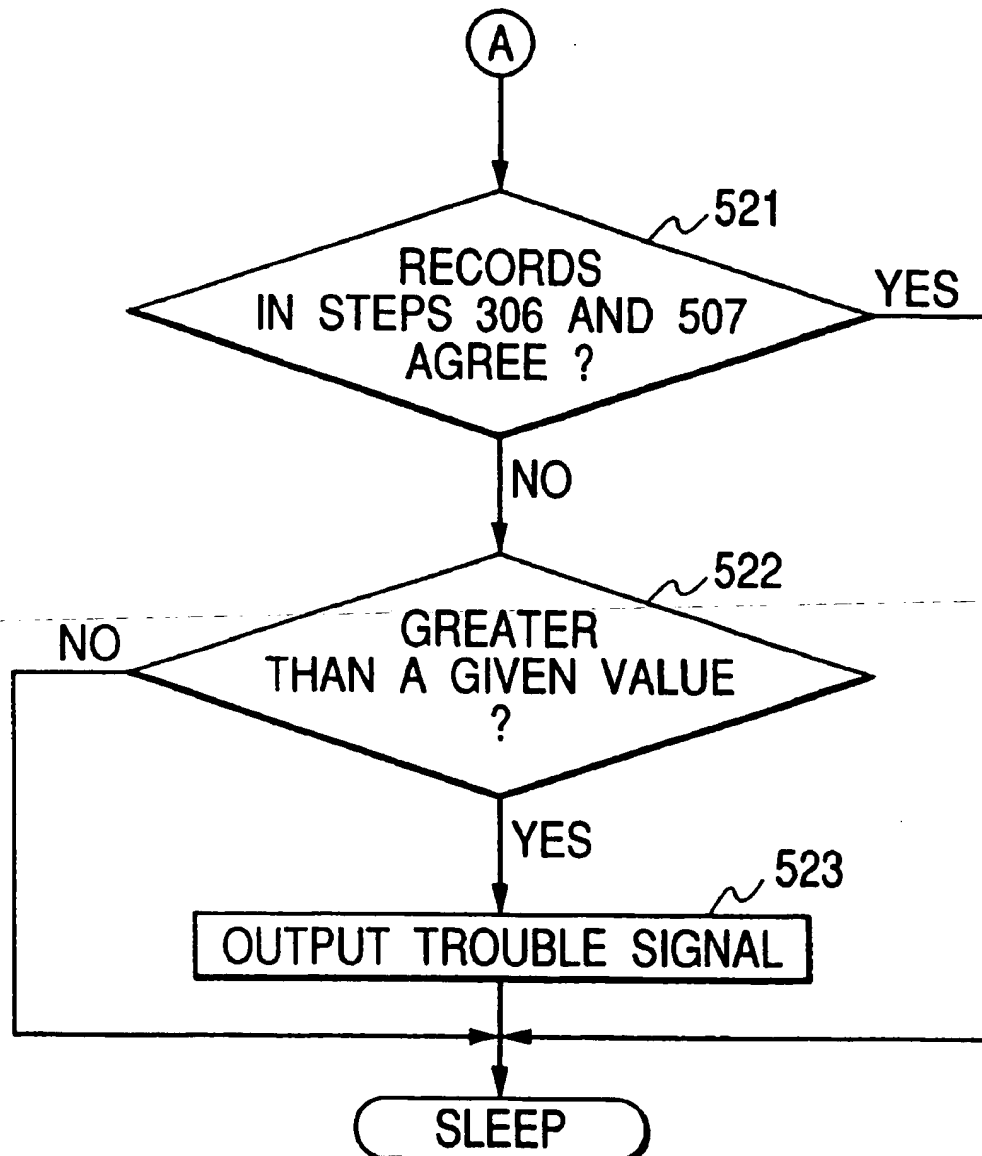 A
521
RECORDS
IN STEPS 306 AND 507
AGREE ?
YES
NO
522
GREATER
THAN A GIVEN VALUE
?
NO
YES
523
OUTPUT TROUBLE SIGNAL
SLEEP